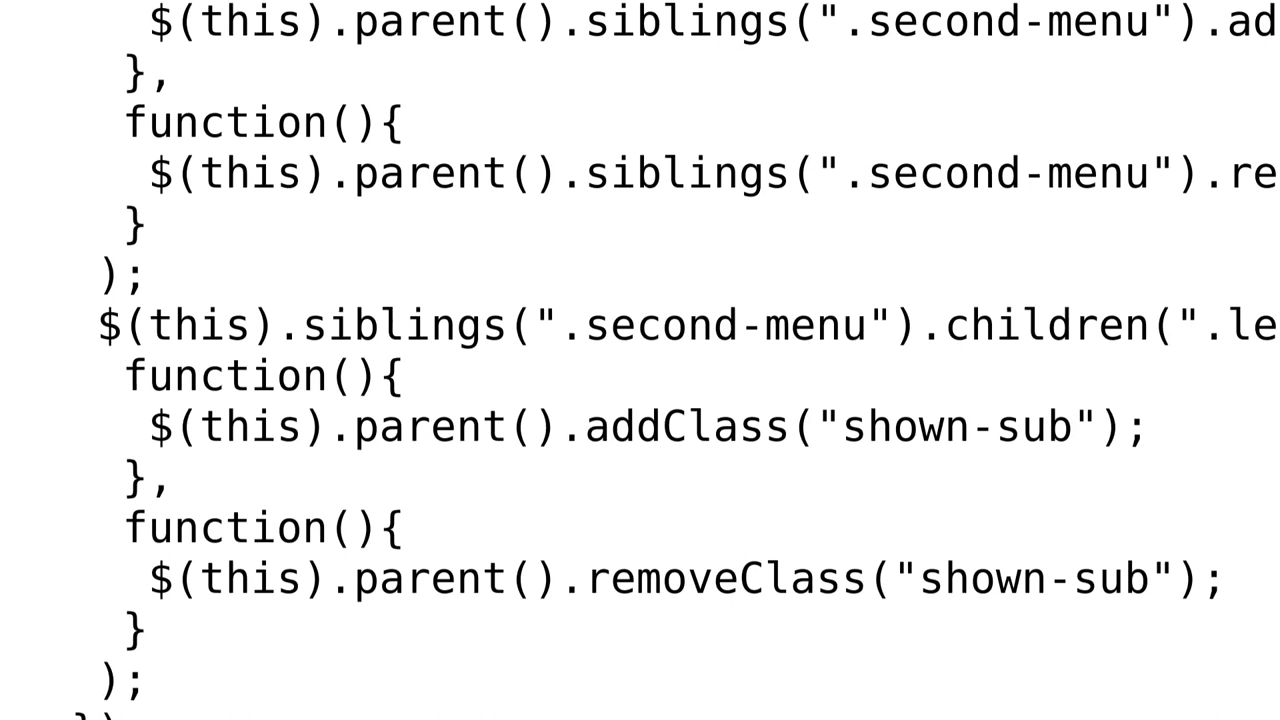 $(this).parent().siblings(".second-menu").ad
},
function(){
$(this).parent().siblings(".second-menu").re
}
);
$(this).siblings(".second-menu").children(".le
function(){
$(this).parent().addClass("shown-sub");
},
function(){
$(this).parent().removeClass("shown-sub");
}
);
})